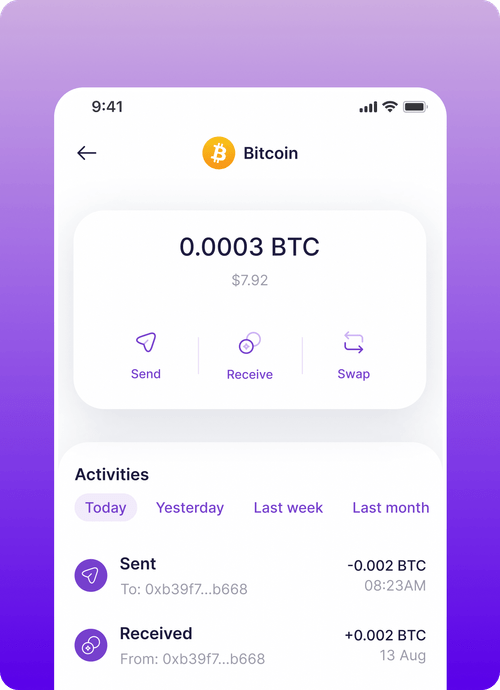 9:41
Bitcoin
0.0003 BTC
$7.92
Send Receive Swap
Activities
Today Yesterday Last week Last month
Sent -0.002 BTC
To: 0xb39f7...b668 08:23AM
Received +0.002 BTC
From: 0xb39f7...b668 13 Aug